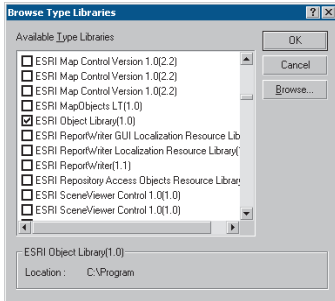 Browse Type Libraries
Available Type Libraries
OK
ESRI Map Control Version 1.0(2.2)
ESRI Map Control Version 1.0(2.2)
Cancel
ESRI Map Control Version 1.0(2.2)
Browse...
ESRI MapObjects LT(1.0)
ESRI Object Library(1.0)
ESRI ReportWriter GUI Localization Resource Lib
ESRI ReportWriter Localization Resource Library(
ESRI ReportWriter(1.1)
ESRI Repository Access Objects Resource Library
ESRI SceneViewer Control 1.0(1.0)
ESRI SceneViewer Control 1.0(1.0)
ESRI Object Library(1.0)
Location : C:\Program